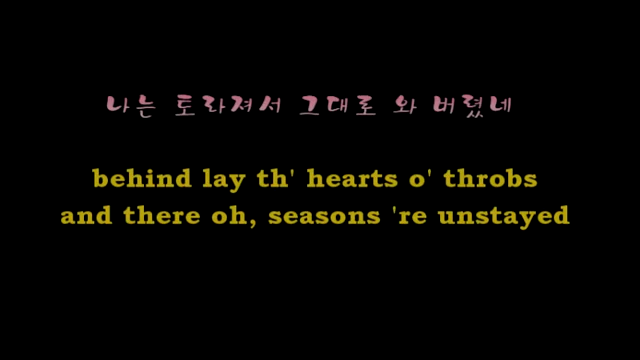 나는 토라져서 그대로 와 버렸네
behind lay th' hearts o' throbs
and there oh, seasons 're unstayed